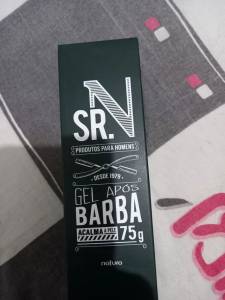 SR.N
PRODUTOS PARA HOMENS
DESDE 1979
GEL APÓS
BARBA
ACALMA A PELE
75g
natura